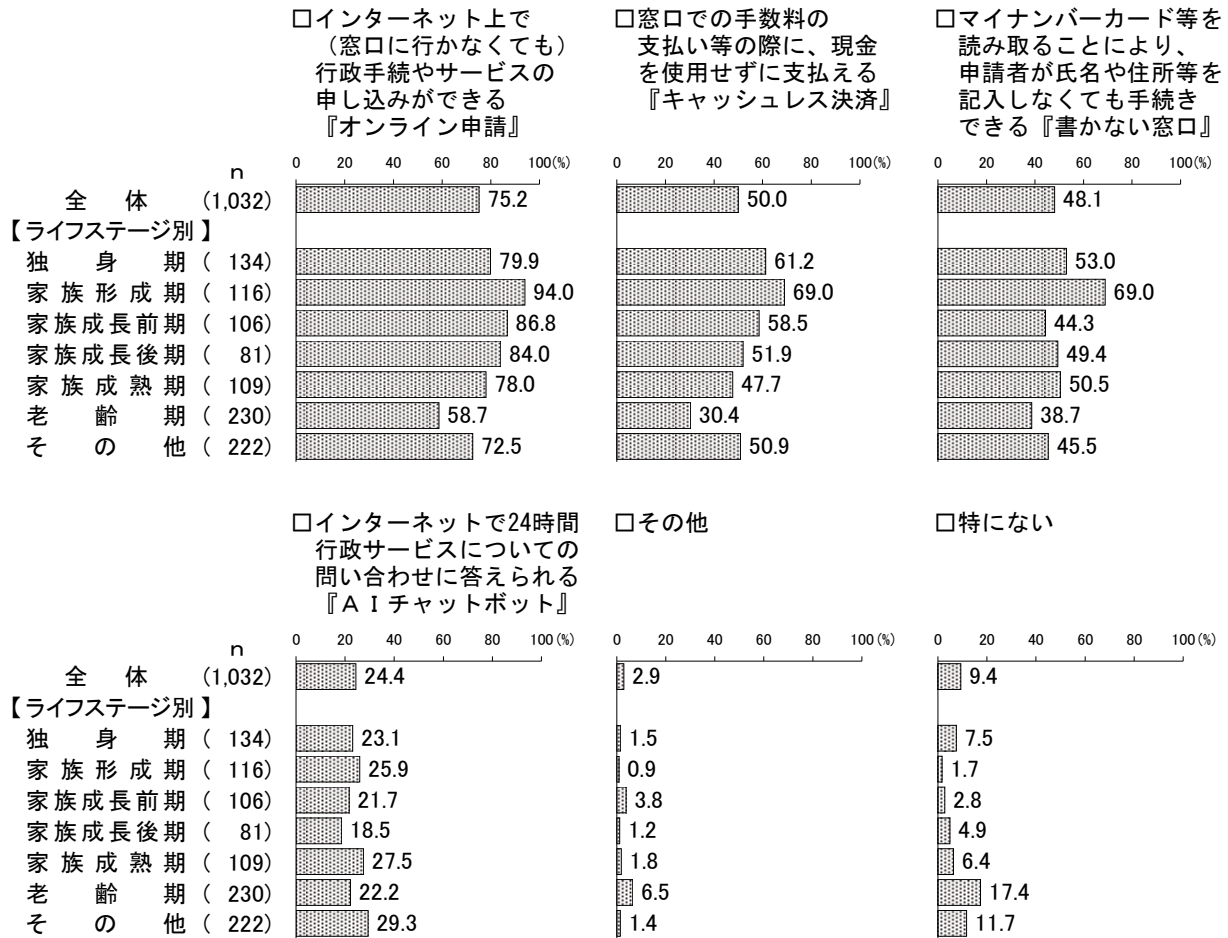 □インターネット上で
（窓口に行かなくても）
行政手続やサービスの
申し込みができる
『オンライン申請』
□窓口での手数料の
支払い等の際に、現金
を使用せずに支払える
『キャッシュレス決済』
□マイナンバーカード等を
読み取ることにより、
申請者が氏名や住所等を
記入しなくても手続き
できる『書かない窓口』
n 0 20 40 60 80 100(%) 0 20 40 60 80 100(%) 0 20 40 60 80 100(%)
全体 (1,032) 75.2 50.0 48.1
【ライフステージ別】
独身期 ( 134) 79.9 61.2 53.0
家族形成期 ( 116) 94.0 69.0 69.0
家族成長前期 ( 106) 86.8 58.5 44.3
家族成長後期 ( 81) 84.0 51.9 49.4
家族成熟期 ( 109) 78.0 47.7 50.5
老齢期 ( 230) 58.7 30.4 38.7
その他 ( 222) 72.5 50.9 45.5
□インターネットで24時間
行政サービスについての
問い合わせに答えられる
『ＡＩチャットボット』
□その他
□特にない
n 0 20 40 60 80 100(%) 0 20 40 60 80 100(%) 0 20 40 60 80 100(%)
全体 (1,032) 24.4 2.9 9.4
【ライフステージ別】
独身期 ( 134) 23.1 1.5 7.5
家族形成期 ( 116) 25.9 0.9 1.7
家族成長前期 ( 106) 21.7 3.8 2.8
家族成長後期 ( 81) 18.5 1.2 4.9
家族成熟期 ( 109) 27.5 1.8 6.4
老齢期 ( 230) 22.2 6.5 17.4
その他 ( 222) 29.3 1.4 11.7